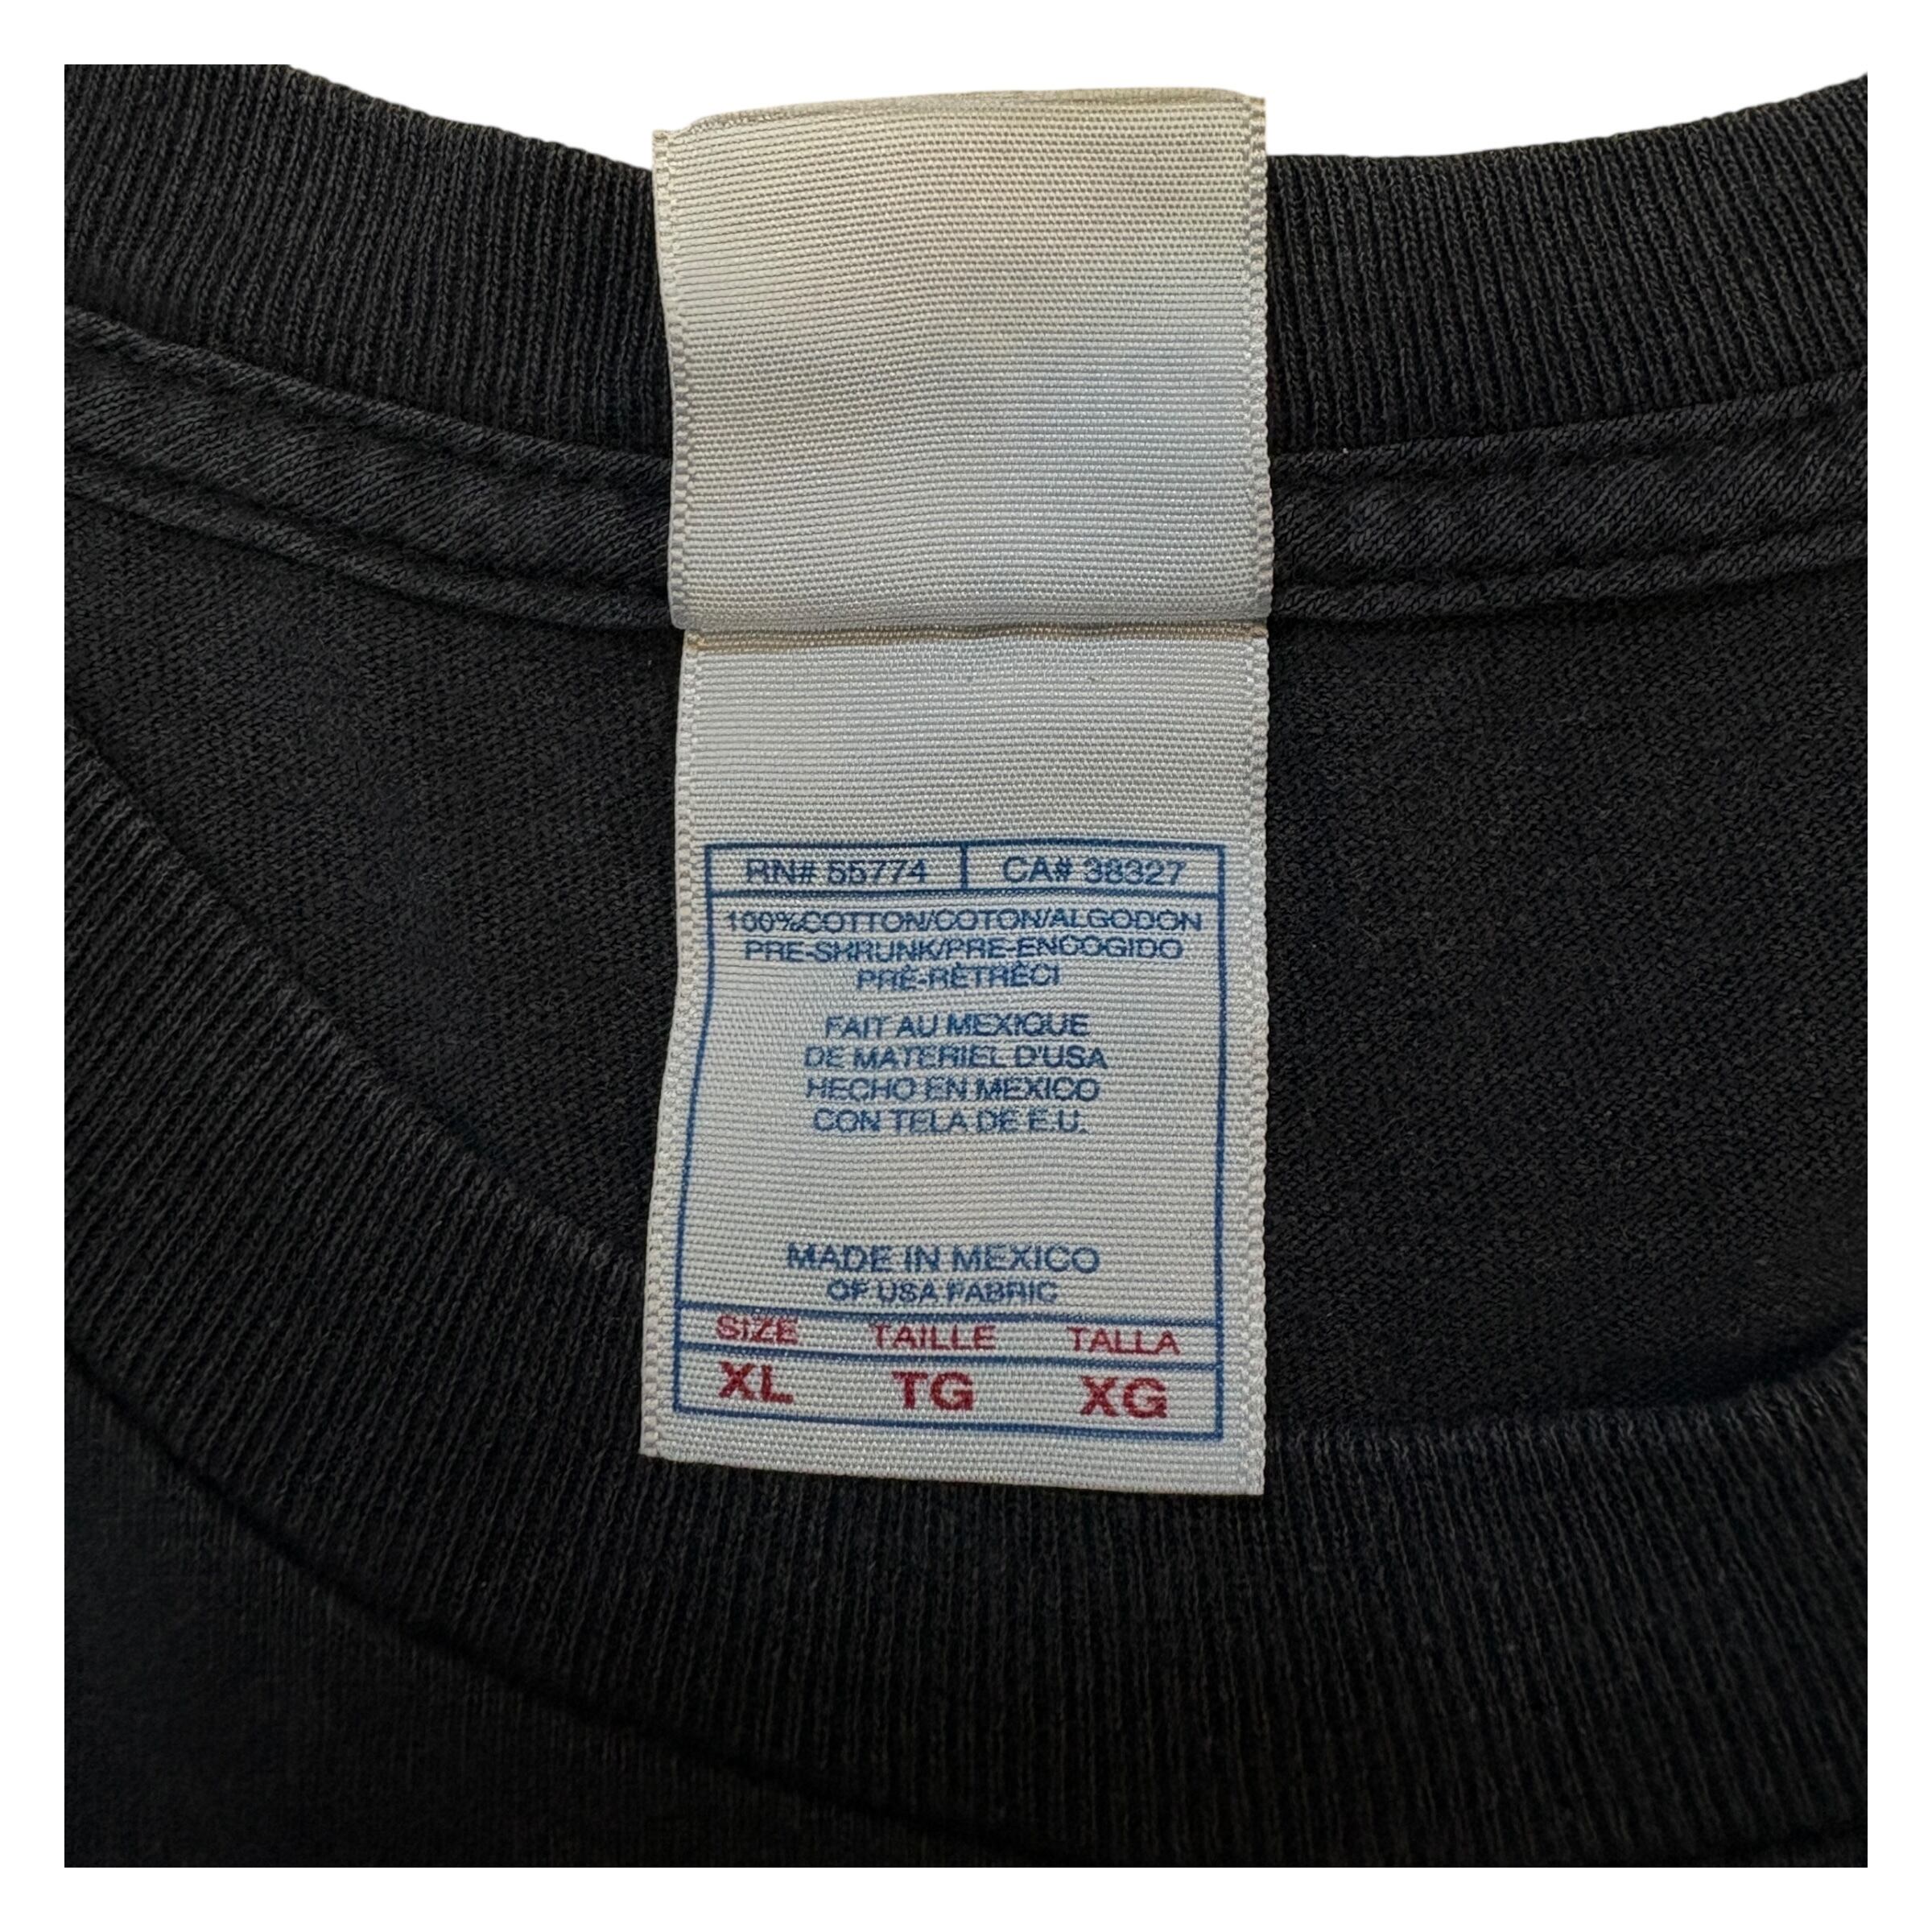 RN# 55774 CA# 38327
100%COTTON/COTON/ALGODON
PRE-SHRUNK/PRE-ENCOGIDO
PRÉ-RÉTRÉCI
FAIT AU MEXIQUE
DE MATERIEL D'USA
HECHO EN MEXICO
CON TELA DE E.U.
MADE IN MEXICO
OF USA FABRIC
SIZE TAILLE TALLA
XL TG XG